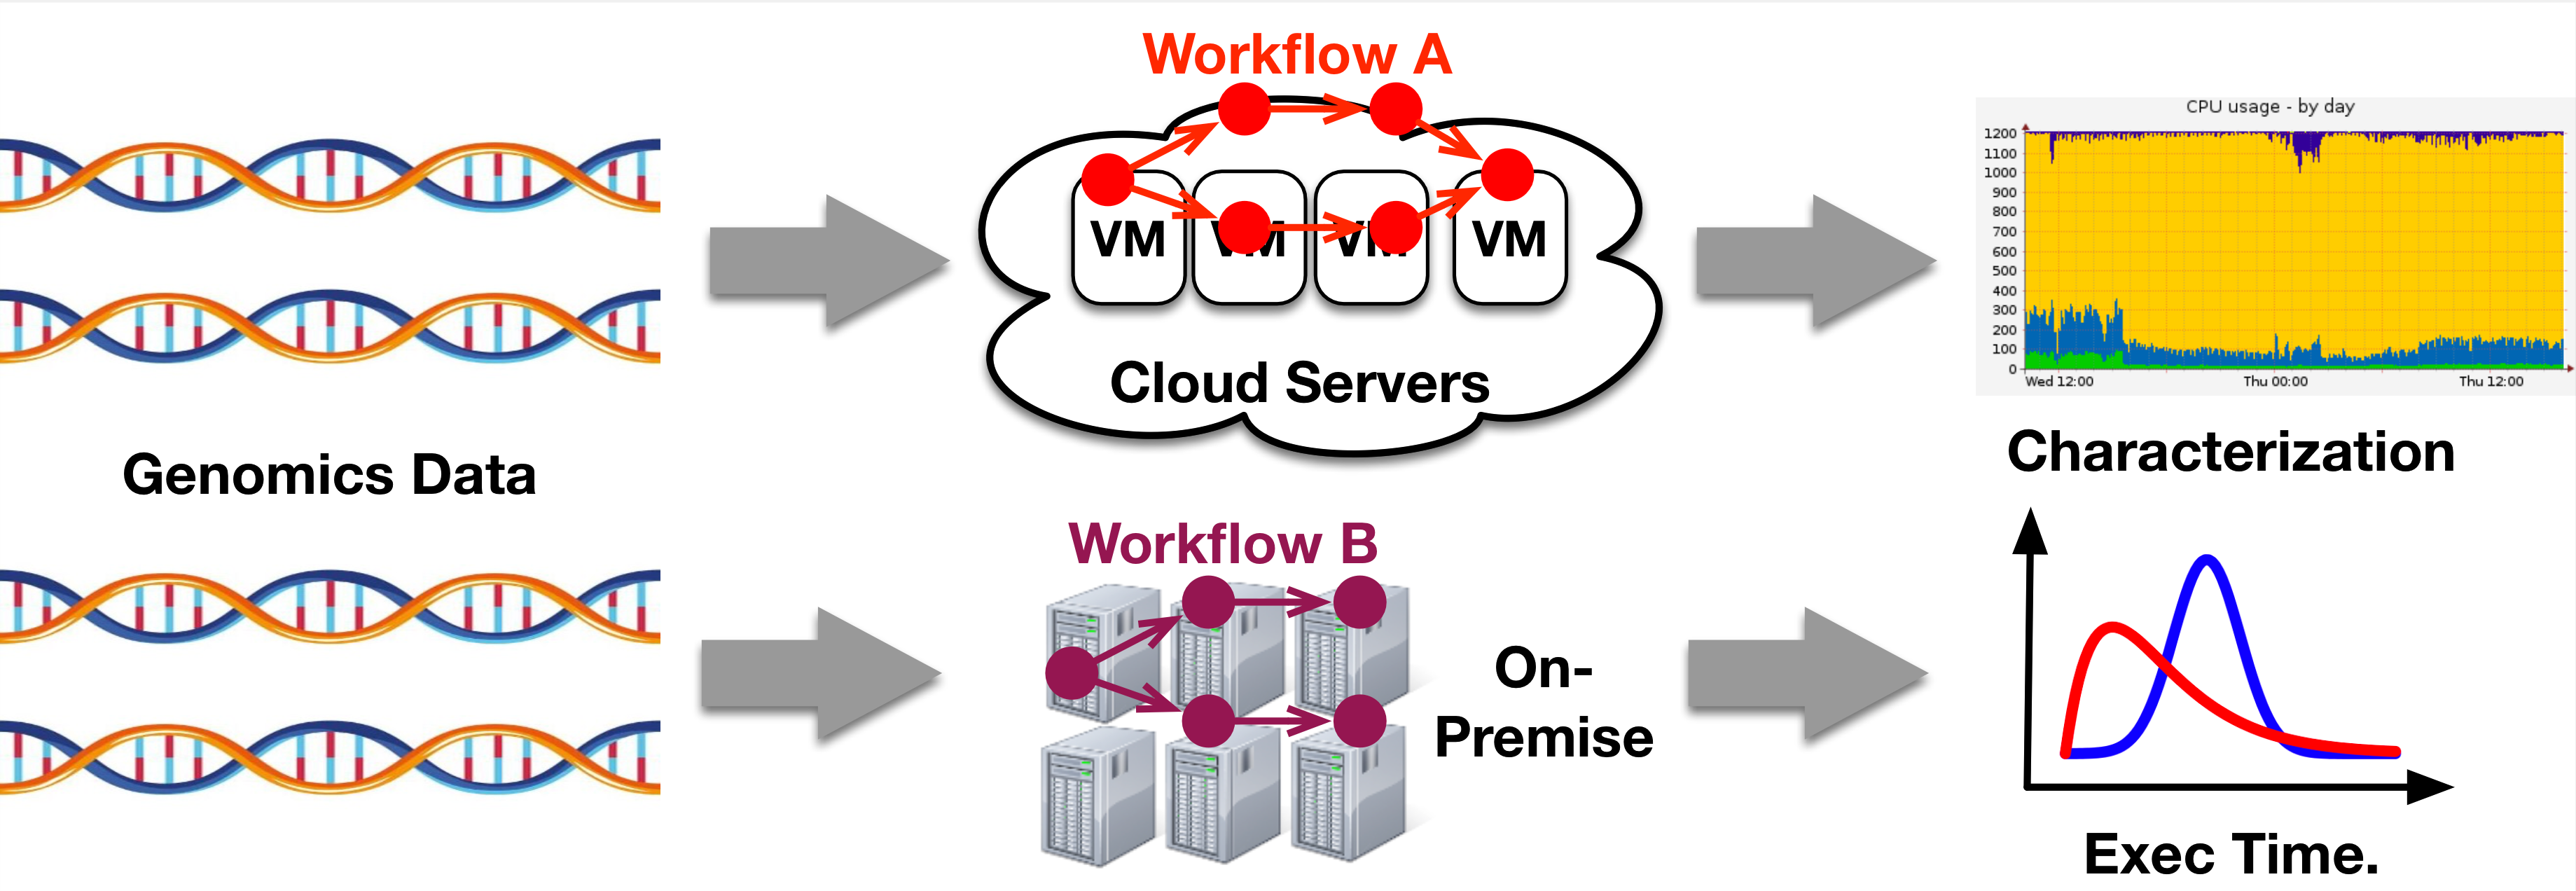 Workflow A
VM VM VM VM
Cloud Servers
Genomics Data
CPU usage - by day
1200
1100
1000
900
800
700
600
500
400
300
200
100
0
Wed 12:00 Thu 00:00 Thu 12:00
Characterization
Workflow B
On-
Premise
Exec Time.